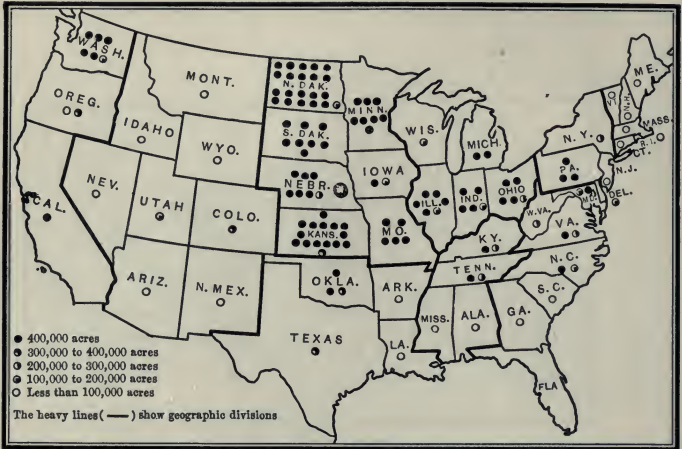 WASH.
MONT.
N. DAK.
MINN.
ME.
OREG.
IDAHO
S. DAK.
WIS.
MICH.
VT.
N.H.
MASS.
R.I.
CT.
N.Y.
WYO.
NEBR.
IOWA
PA.
N.J.
NEV.
UTAH
COLO.
KANS.
MO.
ILL.
IND.
OHIO
W.VA.
MD.
DEL.
CAL.
KY.
VA.
ARIZ.
N. MEX.
OKLA.
ARK.
TENN.
N.C.
S.C.
TEXAS
LA.
MISS.
ALA.
GA.
FLA
400,000 acres
300,000 to 400,000 acres
200,000 to 300,000 acres
100,000 to 200,000 acres
Less than 100,000 acres
The heavy lines( — ) show geographic divisions